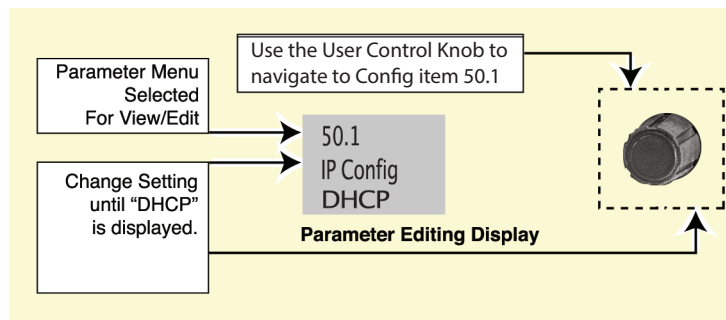 Use the User Control Knob to
navigate to Config item 50.1
Parameter Menu
Selected
For View/Edit
50.1
IP Config
DHCP
Change Setting
until “DHCP”
is displayed.
Parameter Editing Display